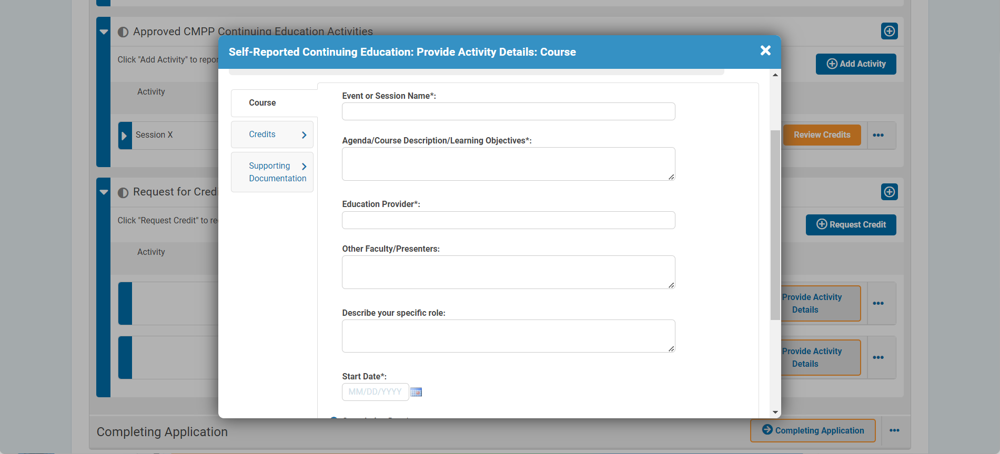 Approved CMPP Continuing Education Activities
Click "Add Activity" to repor
Add Activity
Activity
Session X
Review Credits
Request for Cred
Click "Request Credit" to re
Request Credit
Activity
Provide Activity
Details
Provide Activity
Details
Completing Application
Completing Application
Self-Reported Continuing Education: Provide Activity Details: Course
Course
Credits
Supporting
Documentation
Event or Session Name*:
Agenda/Course Description/Learning Objectives*:
Education Provider*:
Other Faculty/Presenters:
Describe your specific role:
Start Date*:
MM/DD/YYYY